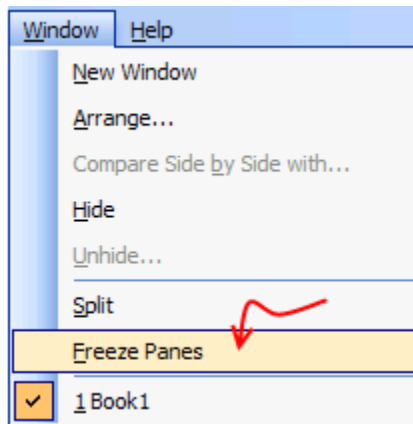 Window Help
New Window
Arrange...
Compare Side by Side with...
Hide
Unhide...
Split
Freeze Panes
1 Book1